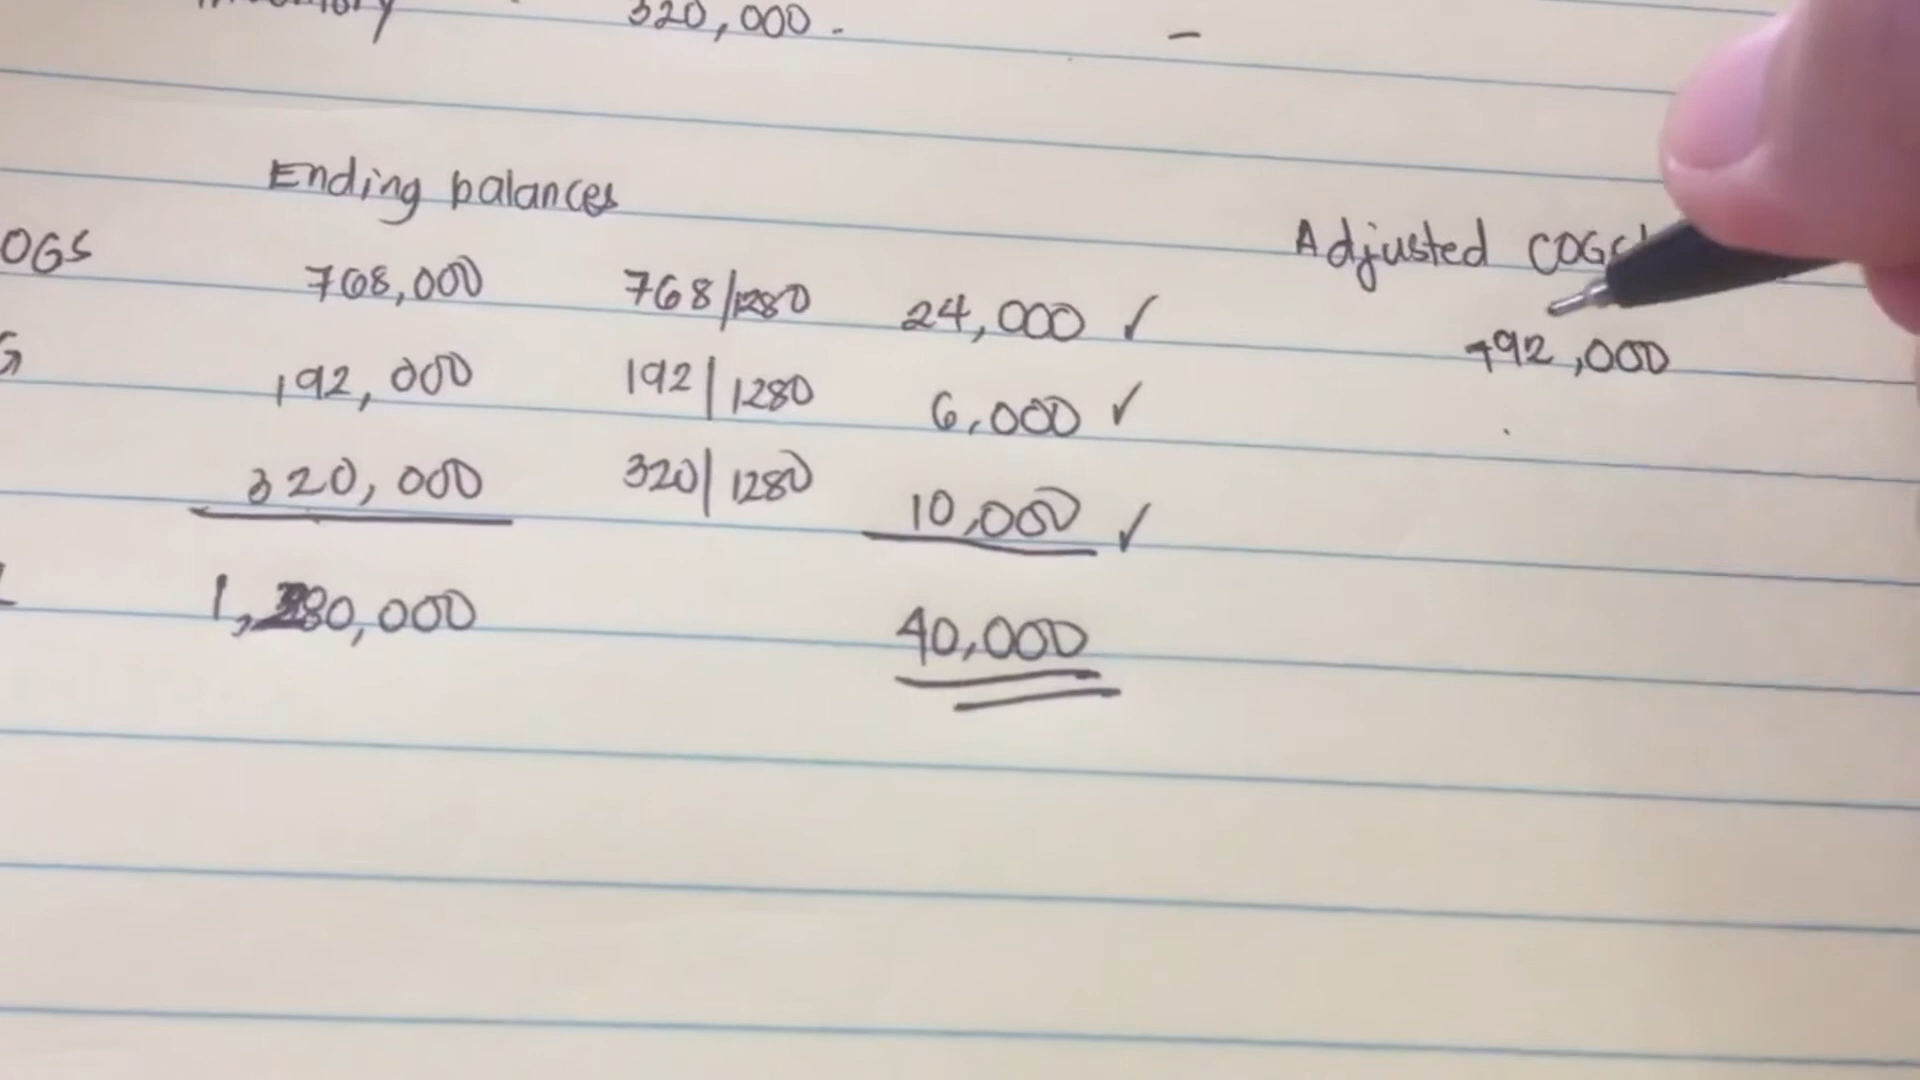 320,000. -
Ending balances
Adjusted COGS
OGS 768,000 768/1280 24,000 ✓
792,000
G 192,000 192/1280 6,000 ✓
320,000 320/1280 10,000 ✓
1,280,000 40,000